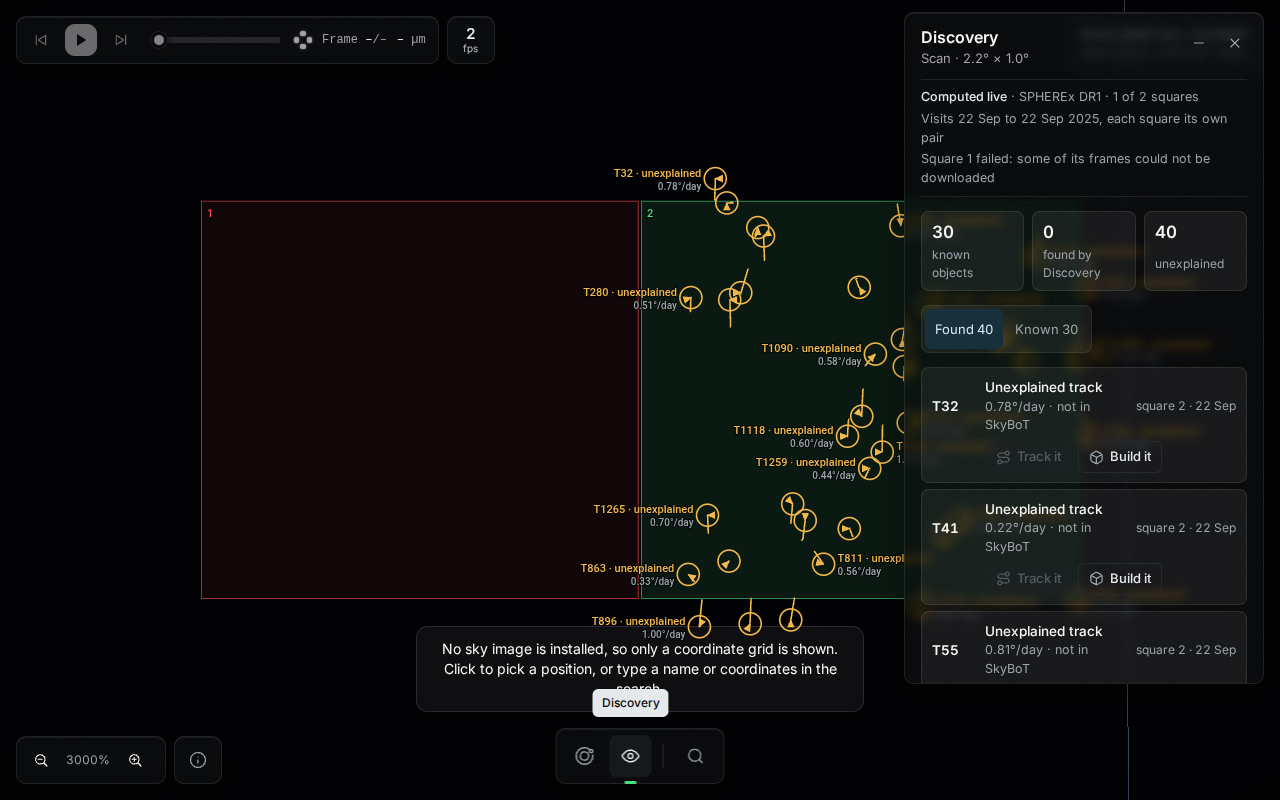 Frame –/– – µm
2
fps
Discovery
Scan · 2.2° × 1.0°
Computed live · SPHEREx DR1 · 1 of 2 squares
Visits 22 Sep to 22 Sep 2025, each square its own
pair
Square 1 failed: some of its frames could not be
downloaded
30
known
objects
0
found by
Discovery
40
unexplained
Found 40
Known 30
T32
Unexplained track
0.78°/day · not in
SkyBoT
square 2 · 22 Sep
Track it
Build it
T41
Unexplained track
0.22°/day · not in
SkyBoT
square 2 · 22 Sep
Track it
Build it
T55
Unexplained track
0.81°/day · not in
SkyBoT
square 2 · 22 Sep
1
2
T32 · unexplained
0.78°/day
T280 · unexplained
0.51°/day
T1090 · unexplained
0.58°/day
T1118 · unexplained
0.60°/day
T1259 · unexplained
0.44°/day
T1265 · unexplained
0.70°/day
T811 · unexpl
0.56°/day
T863 · unexplained
0.33°/day
T896 · unexplained
1.00°/day
No sky image is installed, so only a coordinate grid is shown.
Click to pick a position, or type a name or coordinates in the
search
Discovery
3000%